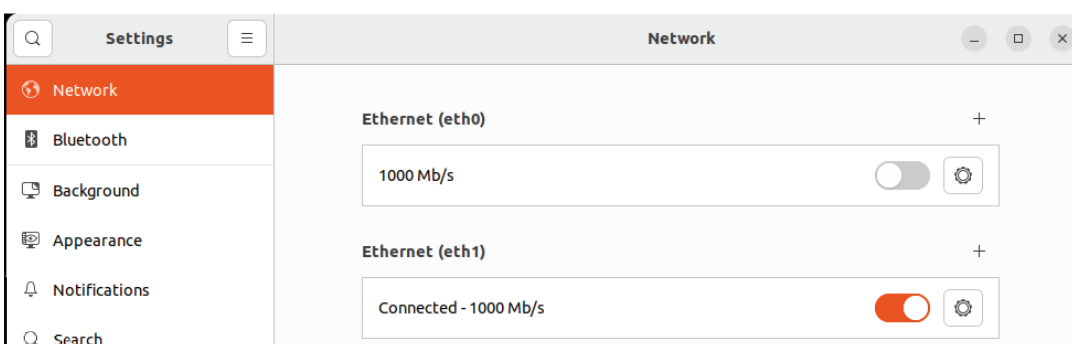 Settings
Network
Network
Bluetooth
Background
Appearance
Notifications
Search
Ethernet (eth0)
1000 Mb/s
Ethernet (eth1)
Connected - 1000 Mb/s